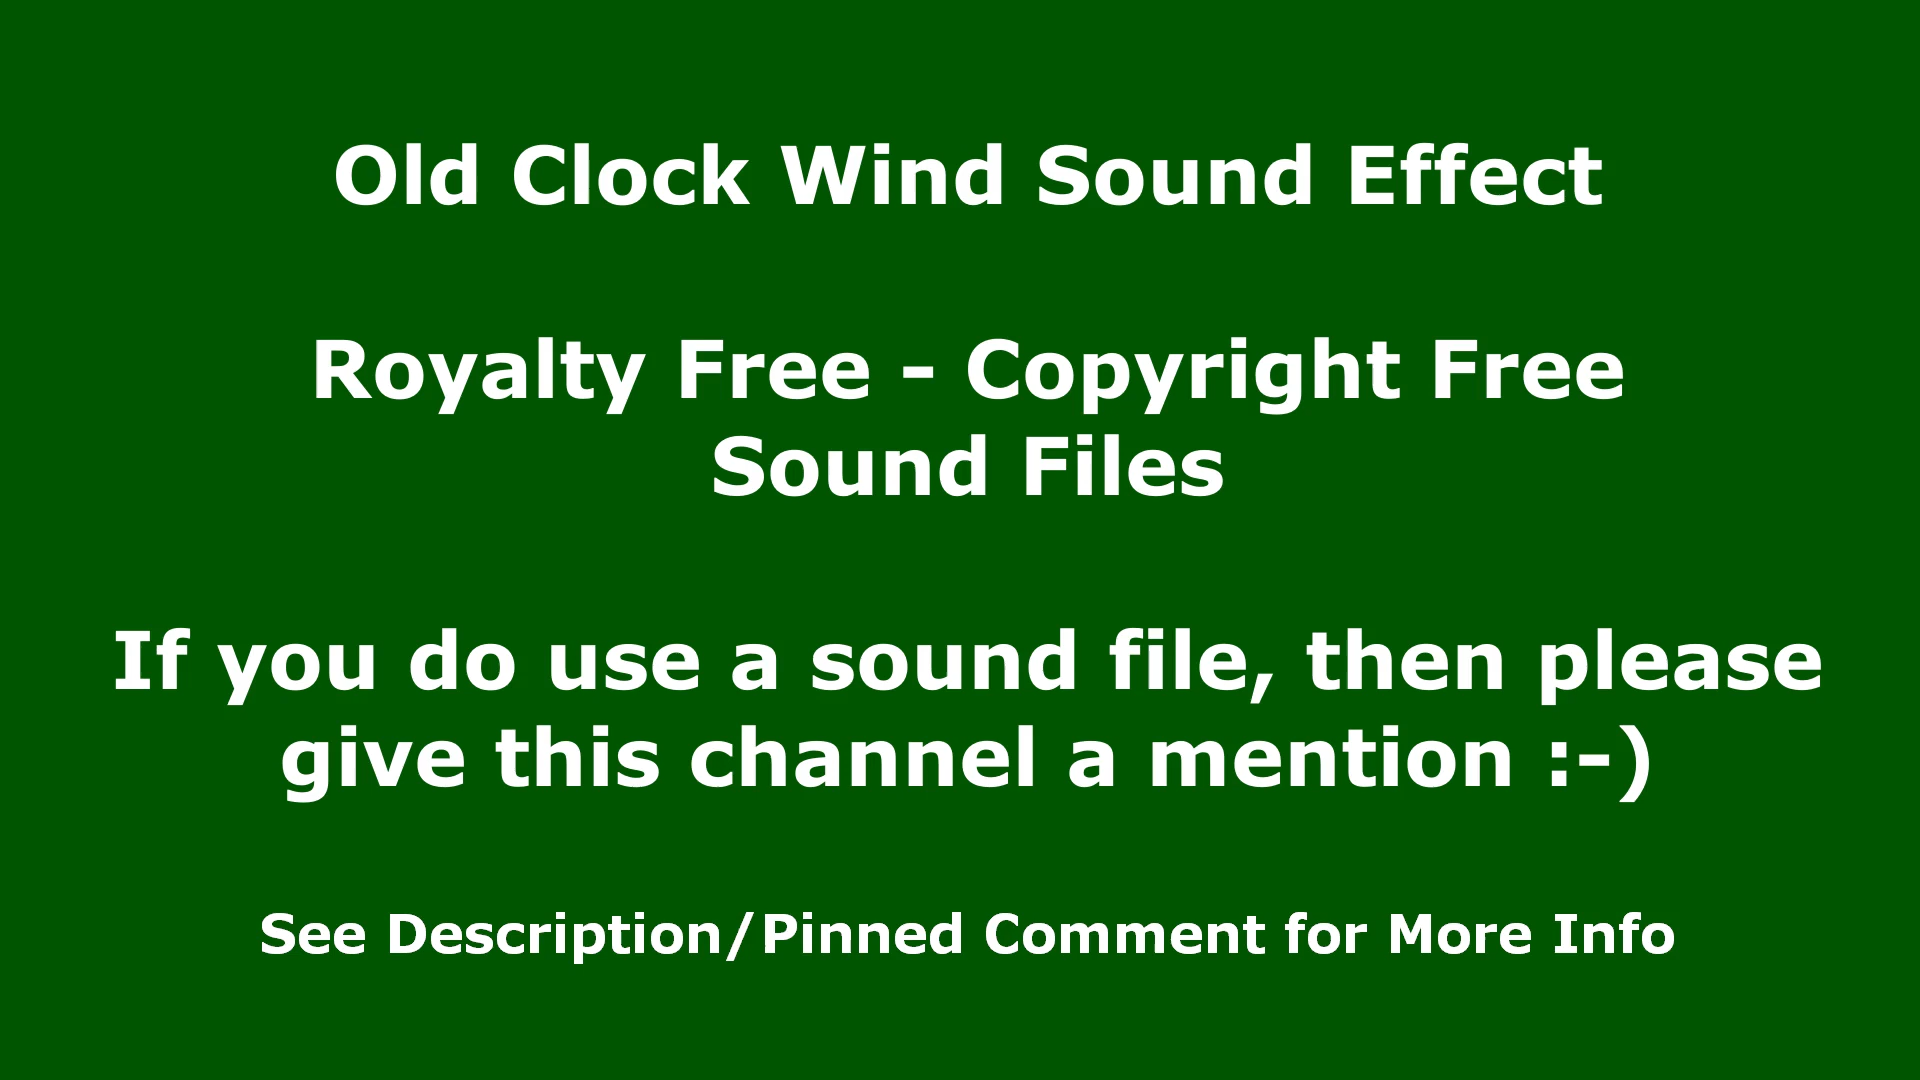 Old Clock Wind Sound Effect
Royalty Free - Copyright Free
Sound Files
If you do use a sound file, then please
give this channel a mention :-)
See Description/Pinned Comment for More Info